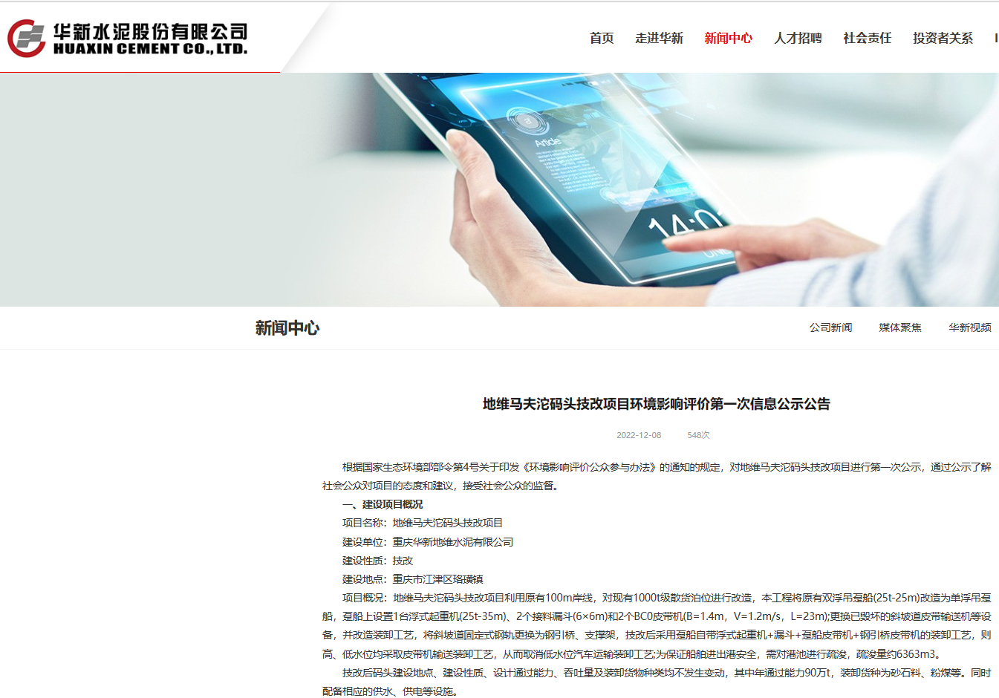 华新水泥股份有限公司
HUAXIN CEMENT CO., LTD.
首页 走进华新 新闻中心 人才招聘 社会责任 投资者关系
Article
14:0
新闻中心
公司新闻 媒体聚焦 华新视频
地维马夫沱码头技改项目环境影响评价第一次信息公示公告
2022-12-08 548次
根据国家生态环境部部令第4号关于印发《环境影响评价公众参与办法》的通知的规定，对地维马夫沱码头技改项目进行第一次公示，通过公示了解
社会公众对项目的态度和建议，接受社会公众的监督。
一、建设项目概况
项目名称：地维马夫沱码头技改项目
建设单位：重庆华新地维水泥有限公司
建设性质：技改
建设地点：重庆市江津区珞璜镇
项目概况：地维马夫沱码头技改项目利用原有100m岸线，对现有1000t级散货泊位进行改造，本工程将原有双浮吊趸船(25t-25m)改造为单浮吊趸
船，趸船上设置1台浮式起重机(25t-35m)、2个接料漏斗(6×6m)和2个BC0皮带机(B=1.4m，V=1.2m/s，L=23m);更换已毁坏的斜坡道皮带输送机等设
备，并改造装卸工艺，将斜坡道固定式钢轨更换为钢引桥、支撑架，技改后采用趸船自带浮式起重机+漏斗+趸船皮带机+钢引桥皮带机的装卸工艺，则
高、低水位均采取皮带机输送装卸工艺，从而取消低水位汽车运输装卸工艺;为保证船舶进出港安全，需对港池进行疏浚，疏浚量约6363m3。
技改后码头建设地点、建设性质、设计通过能力、吞吐量及装卸货物种类均不发生变动，其中年通过能力90万t，装卸货种为砂石料、粉煤等。同时
配备相应的供水、供电等设施。